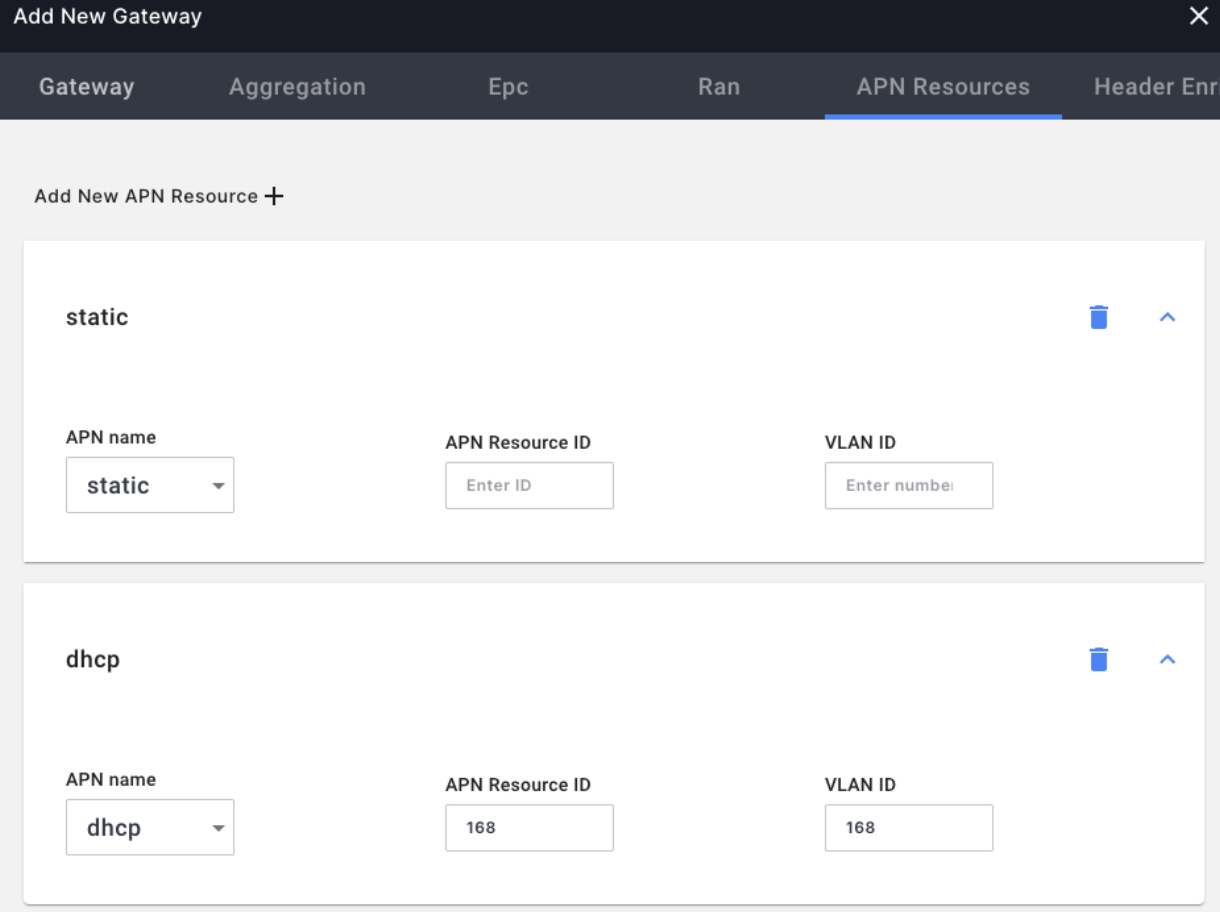 Add New Gateway
Gateway Aggregation Epc Ran APN Resources Header Enr
Add New APN Resource
static
APN name APN Resource ID VLAN ID
static Enter ID Enter number
dhcp
APN name APN Resource ID VLAN ID
dhcp 168 168